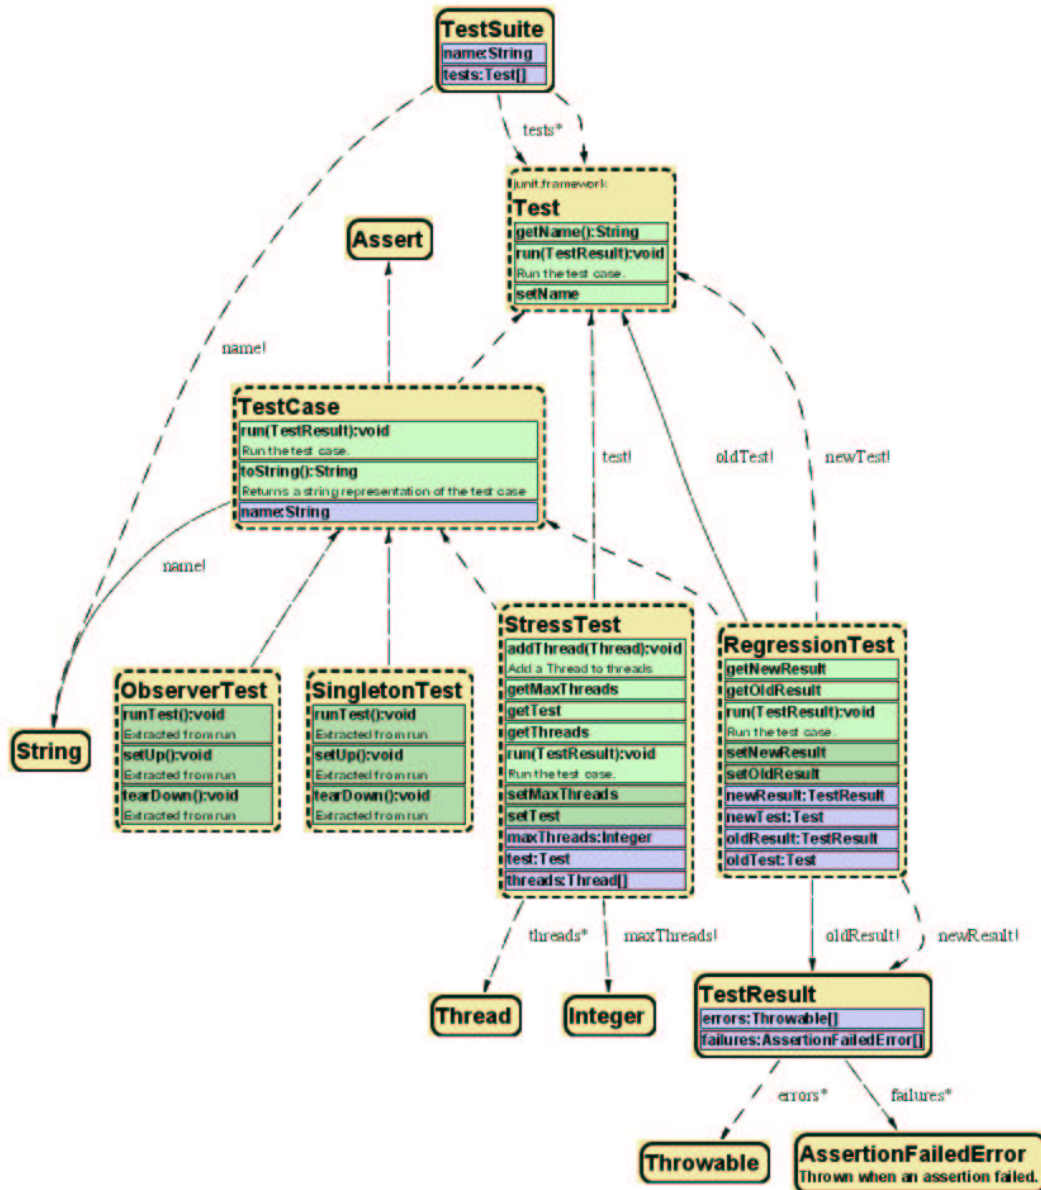 TestSuite
name:String
tests:Test[]
tests*
junit.framework
Test
getName():String
run(TestResult):void
Run the test case.
setName
Assert
name!
TestCase
run(TestResult):void
Run the test case.
toString():String
Returns a string representation of the test case
name:String
test!
oldTest!
newTest!
name!
String
ObserverTest
runTest():void
Extracted from run
setUp():void
Extracted from run
tearDown():void
Extracted from run
SingletonTest
runTest():void
Extracted from run
setUp():void
Extracted from run
tearDown():void
Extracted from run
StressTest
addThread(Thread):void
Add a Thread to threads
getMaxThreads
getTest
getThreads
run(TestResult):void
Run the test case.
setMaxThreads
setTest
maxThreads:Integer
test:Test
threads:Thread[]
RegressionTest
getNewResult
getOldResult
run(TestResult):void
Run the test case.
setNewResult
setOldResult
newResult:TestResult
newTest:Test
oldResult:TestResult
oldTest:Test
threads*
maxThreads!
oldResult!
newResult!
Thread
Integer
TestResult
errors:Throwable[]
failures:AssertionFailedError[]
errors*
failures*
Throwable
AssertionFailedError
Thrown when an assertion failed.